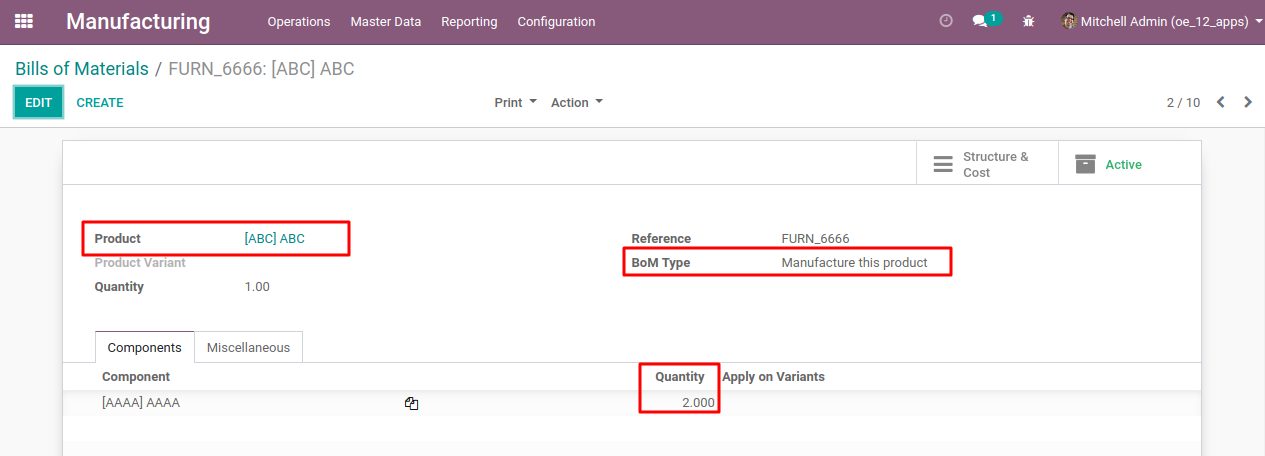 Manufacturing Operations Master Data Reporting Configuration 1 Mitchell Admin (oe_12_apps)
Bills of Materials / FURN_6666: [ABC] ABC
EDIT CREATE Print Action 2 / 10
Structure & Cost Active
Product [ABC] ABC Reference FURN_6666
Product Variant BoM Type Manufacture this product
Quantity 1.00
Components Miscellaneous
Component Quantity Apply on Variants
[AAAA] AAAA 2.000